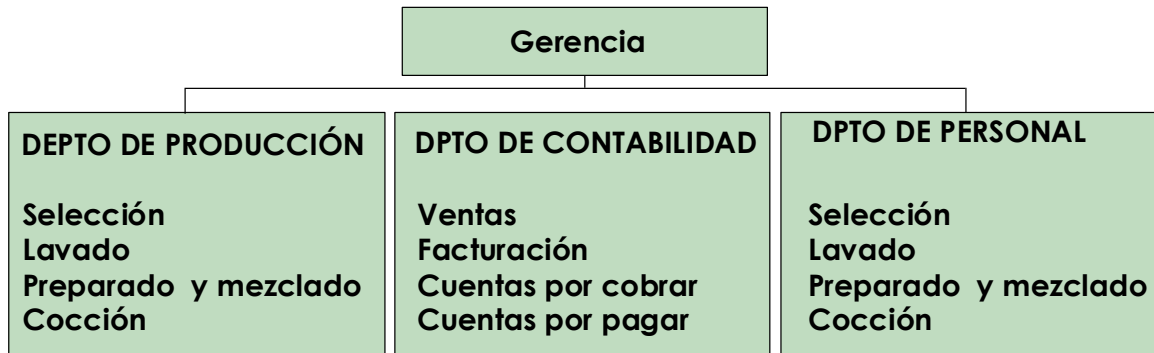 Gerencia
DEPTO DE PRODUCCIÓN
Selección
Lavado
Preparado y mezclado
Cocción
DPTO DE CONTABILIDAD
Ventas
Facturación
Cuentas por cobrar
Cuentas por pagar
DPTO DE PERSONAL
Selección
Lavado
Preparado y mezclado
Cocción